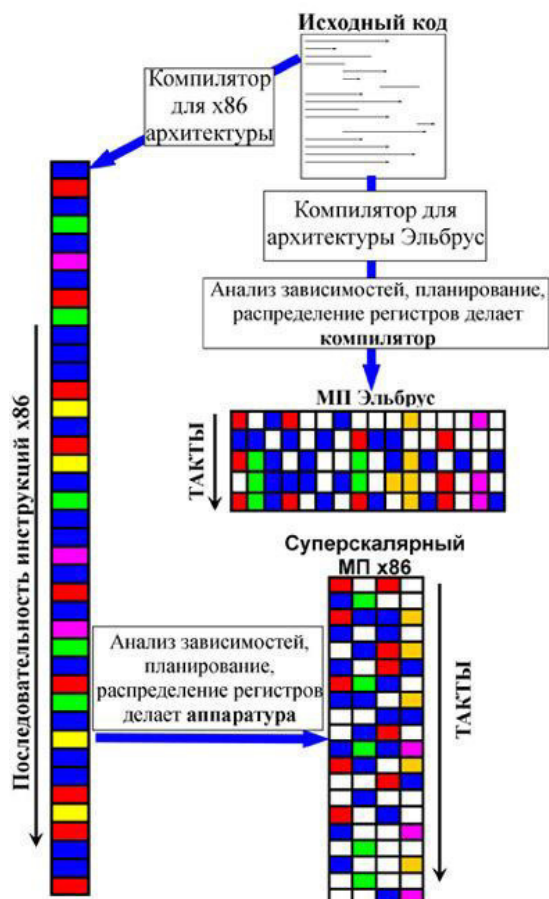 Исходный код
Компилятор
для x86
архитектуры
Компилятор для
архитектуры Эльбрус
Анализ зависимостей, планирование,
распределение регистров делает
компилятор
МП Эльбрус
ТАКТЫ
Последовательность инструкций x86
Суперскалярный
МП x86
Анализ зависимостей,
планирование,
распределение регистров
делает аппаратура
ТАКТЫ